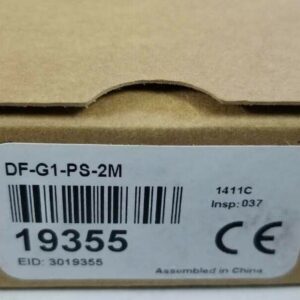 DF-G1-PS-2M
1411C
Insp: 037
19355
CE
EID: 3019355
Assembled in China